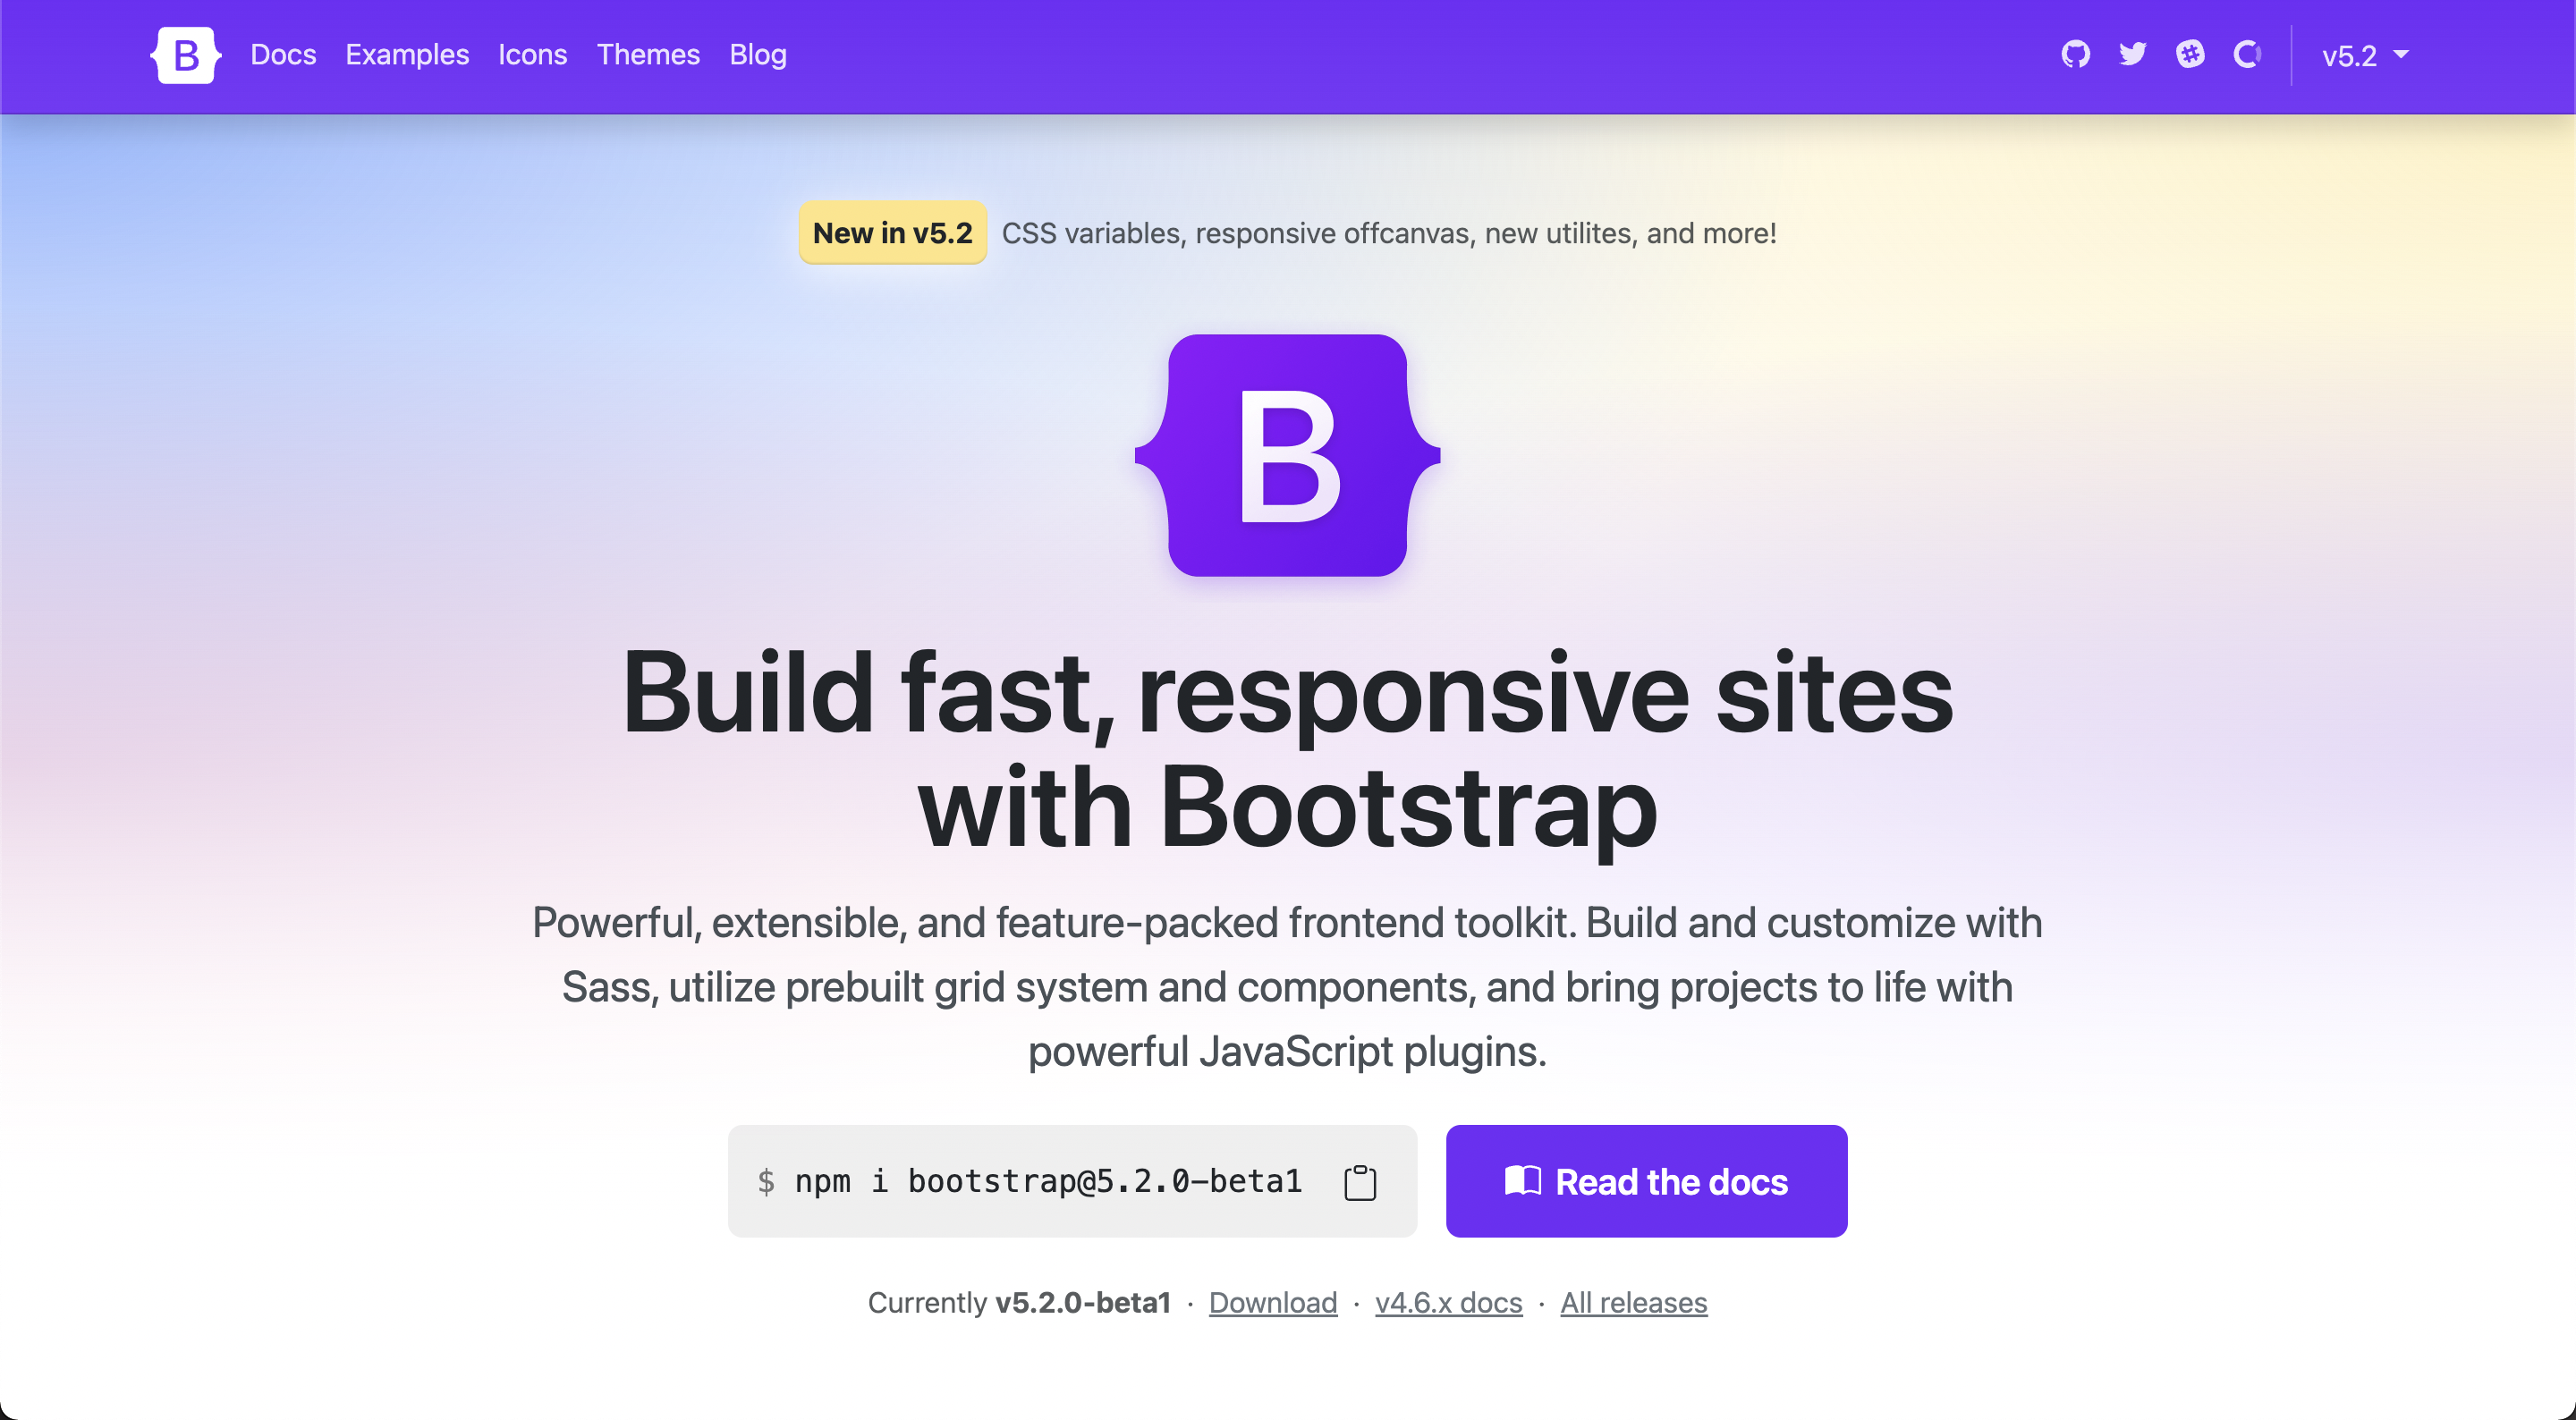 B Docs Examples Icons Themes Blog v5.2
New in v5.2 CSS variables, responsive offcanvas, new utilites, and more!
B
Build fast, responsive sites
with Bootstrap
Powerful, extensible, and feature-packed frontend toolkit. Build and customize with
Sass, utilize prebuilt grid system and components, and bring projects to life with
powerful JavaScript plugins.
$ npm i bootstrap@5.2.0-beta1 Read the docs
Currently v5.2.0-beta1 · Download · v4.6.x docs · All releases